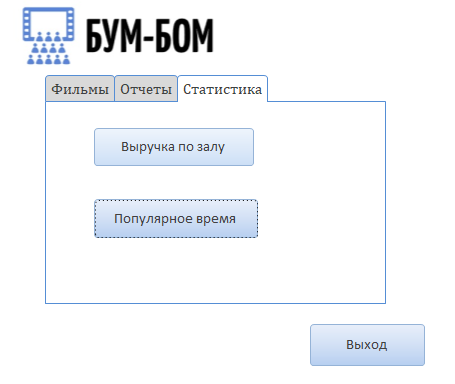 БУМ-БОМ
Фильмы Отчеты Статистика
Выручка по залу
Популярное время
Выход